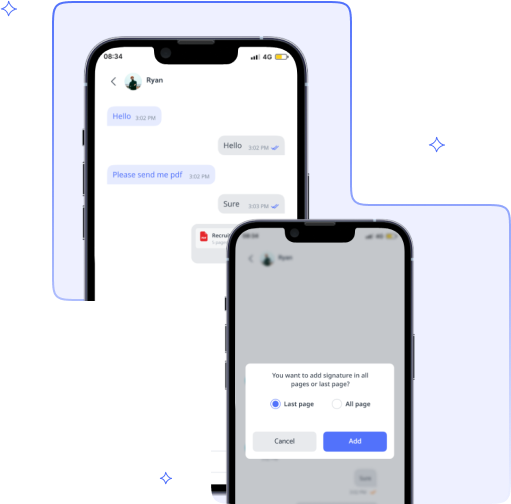 08:34
4G
Ryan
Hello 3:02 PM
Hello 3:02 PM
Please send me pdf 3:02 PM
Sure 3:03 PM
08:36
4G
Ryan
You want to add signature in all
pages or last page?
Last page
All page
Cancel
Add
Sure